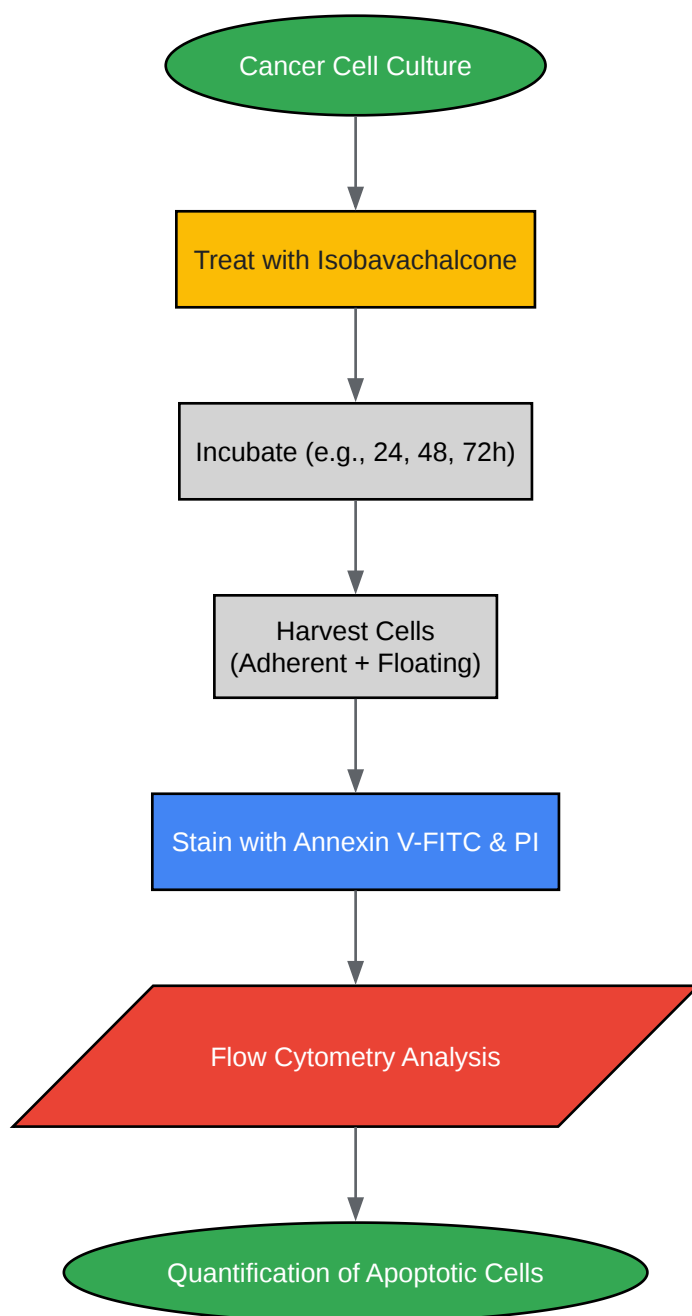 Cancer Cell Culture
Treat with Isobavachalcone
Incubate (e.g., 24, 48, 72h)
Harvest Cells
(Adherent + Floating)
Stain with Annexin V-FITC & PI
Flow Cytometry Analysis
Quantification of Apoptotic Cells